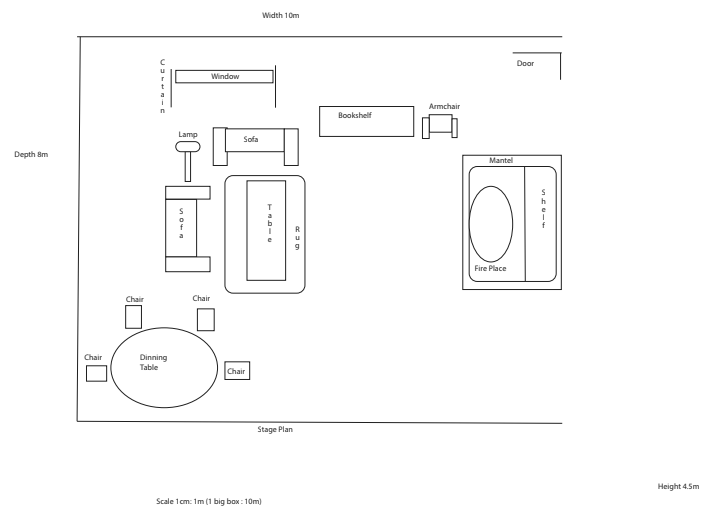 Width 10m
Door
Curtain
Window
Bookshelf
Armchair
Lamp
Sofa
Depth 8m
Mantel
Sofa
Table
Rug
Shelf
Fire Place
Chair
Chair
Chair
Dinning
Table
Chair
Stage Plan
Height 4.5m
Scale 1cm: 1m (1 big box : 10m)